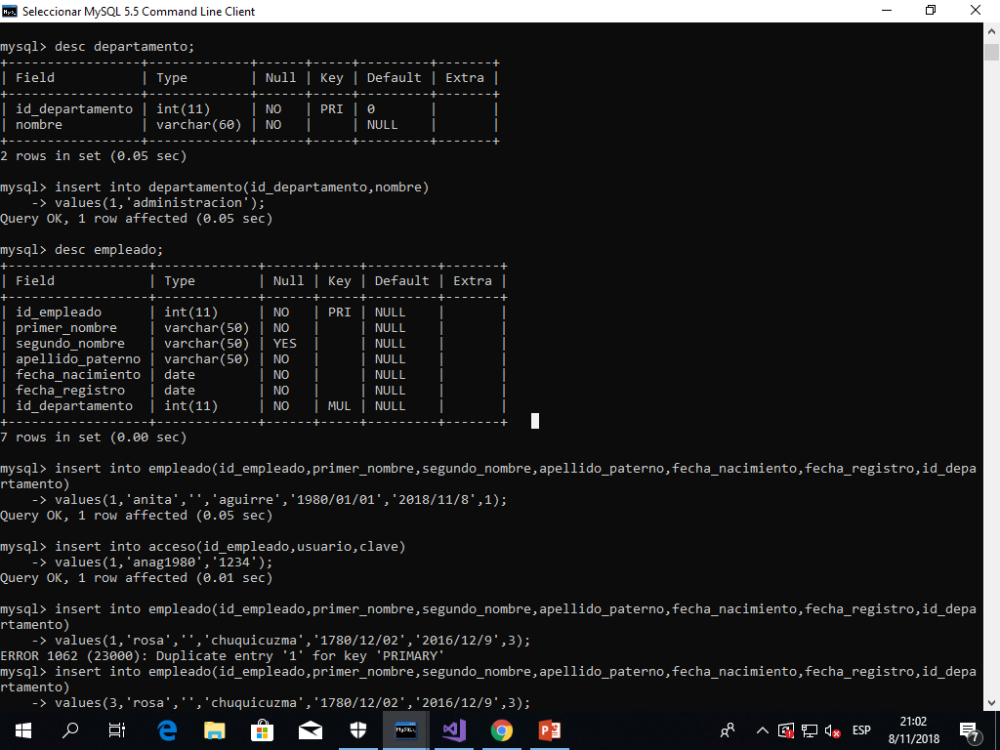 Seleccionar MySQL 5.5 Command Line Client
mysql> desc departamento;
+-----------------+-------------+------+-----+---------+-------+
| Field           | Type        | Null | Key | Default | Extra |
+-----------------+-------------+------+-----+---------+-------+
| id_departamento | int(11)     | NO   | PRI | 0       |       |
| nombre          | varchar(60) | NO   |     | NULL    |       |
+-----------------+-------------+------+-----+---------+-------+
2 rows in set (0.05 sec)
mysql> insert into departamento(id_departamento,nombre)
    -> values(1,'administracion');
Query OK, 1 row affected (0.05 sec)
mysql> desc empleado;
+------------------+-------------+------+-----+---------+-------+
| Field            | Type        | Null | Key | Default | Extra |
+------------------+-------------+------+-----+---------+-------+
| id_empleado      | int(11)     | NO   | PRI | NULL    |       |
| primer_nombre    | varchar(50) | NO   |     | NULL    |       |
| segundo_nombre   | varchar(50) | YES  |     | NULL    |       |
| apellido_paterno | varchar(50) | NO   |     | NULL    |       |
| fecha_nacimiento | date        | NO   |     | NULL    |       |
| fecha_registro   | date        | NO   |     | NULL    |       |
| id_departamento  | int(11)     | NO   | MUL | NULL    |       |
+------------------+-------------+------+-----+---------+-------+
7 rows in set (0.00 sec)
mysql> insert into empleado(id_empleado,primer_nombre,segundo_nombre,apellido_paterno,fecha_nacimiento,fecha_registro,id_depa
rtamento)
    -> values(1,'anita','','aguirre','1980/01/01','2018/11/8',1);
Query OK, 1 row affected (0.05 sec)
mysql> insert into acceso(id_empleado,usuario,clave)
    -> values(1,'anag1980','1234');
Query OK, 1 row affected (0.01 sec)
mysql> insert into empleado(id_empleado,primer_nombre,segundo_nombre,apellido_paterno,fecha_nacimiento,fecha_registro,id_depa
rtamento)
    -> values(1,'rosa','','chuquicuzma','1780/12/02','2016/12/9',3);
ERROR 1062 (23000): Duplicate entry '1' for key 'PRIMARY'
mysql> insert into empleado(id_empleado,primer_nombre,segundo_nombre,apellido_paterno,fecha_nacimiento,fecha_registro,id_depa
rtamento)
    -> values(3,'rosa','','chuquicuzma','1780/12/02','2016/12/9',3);
ESP
21:02
8/11/2018
7